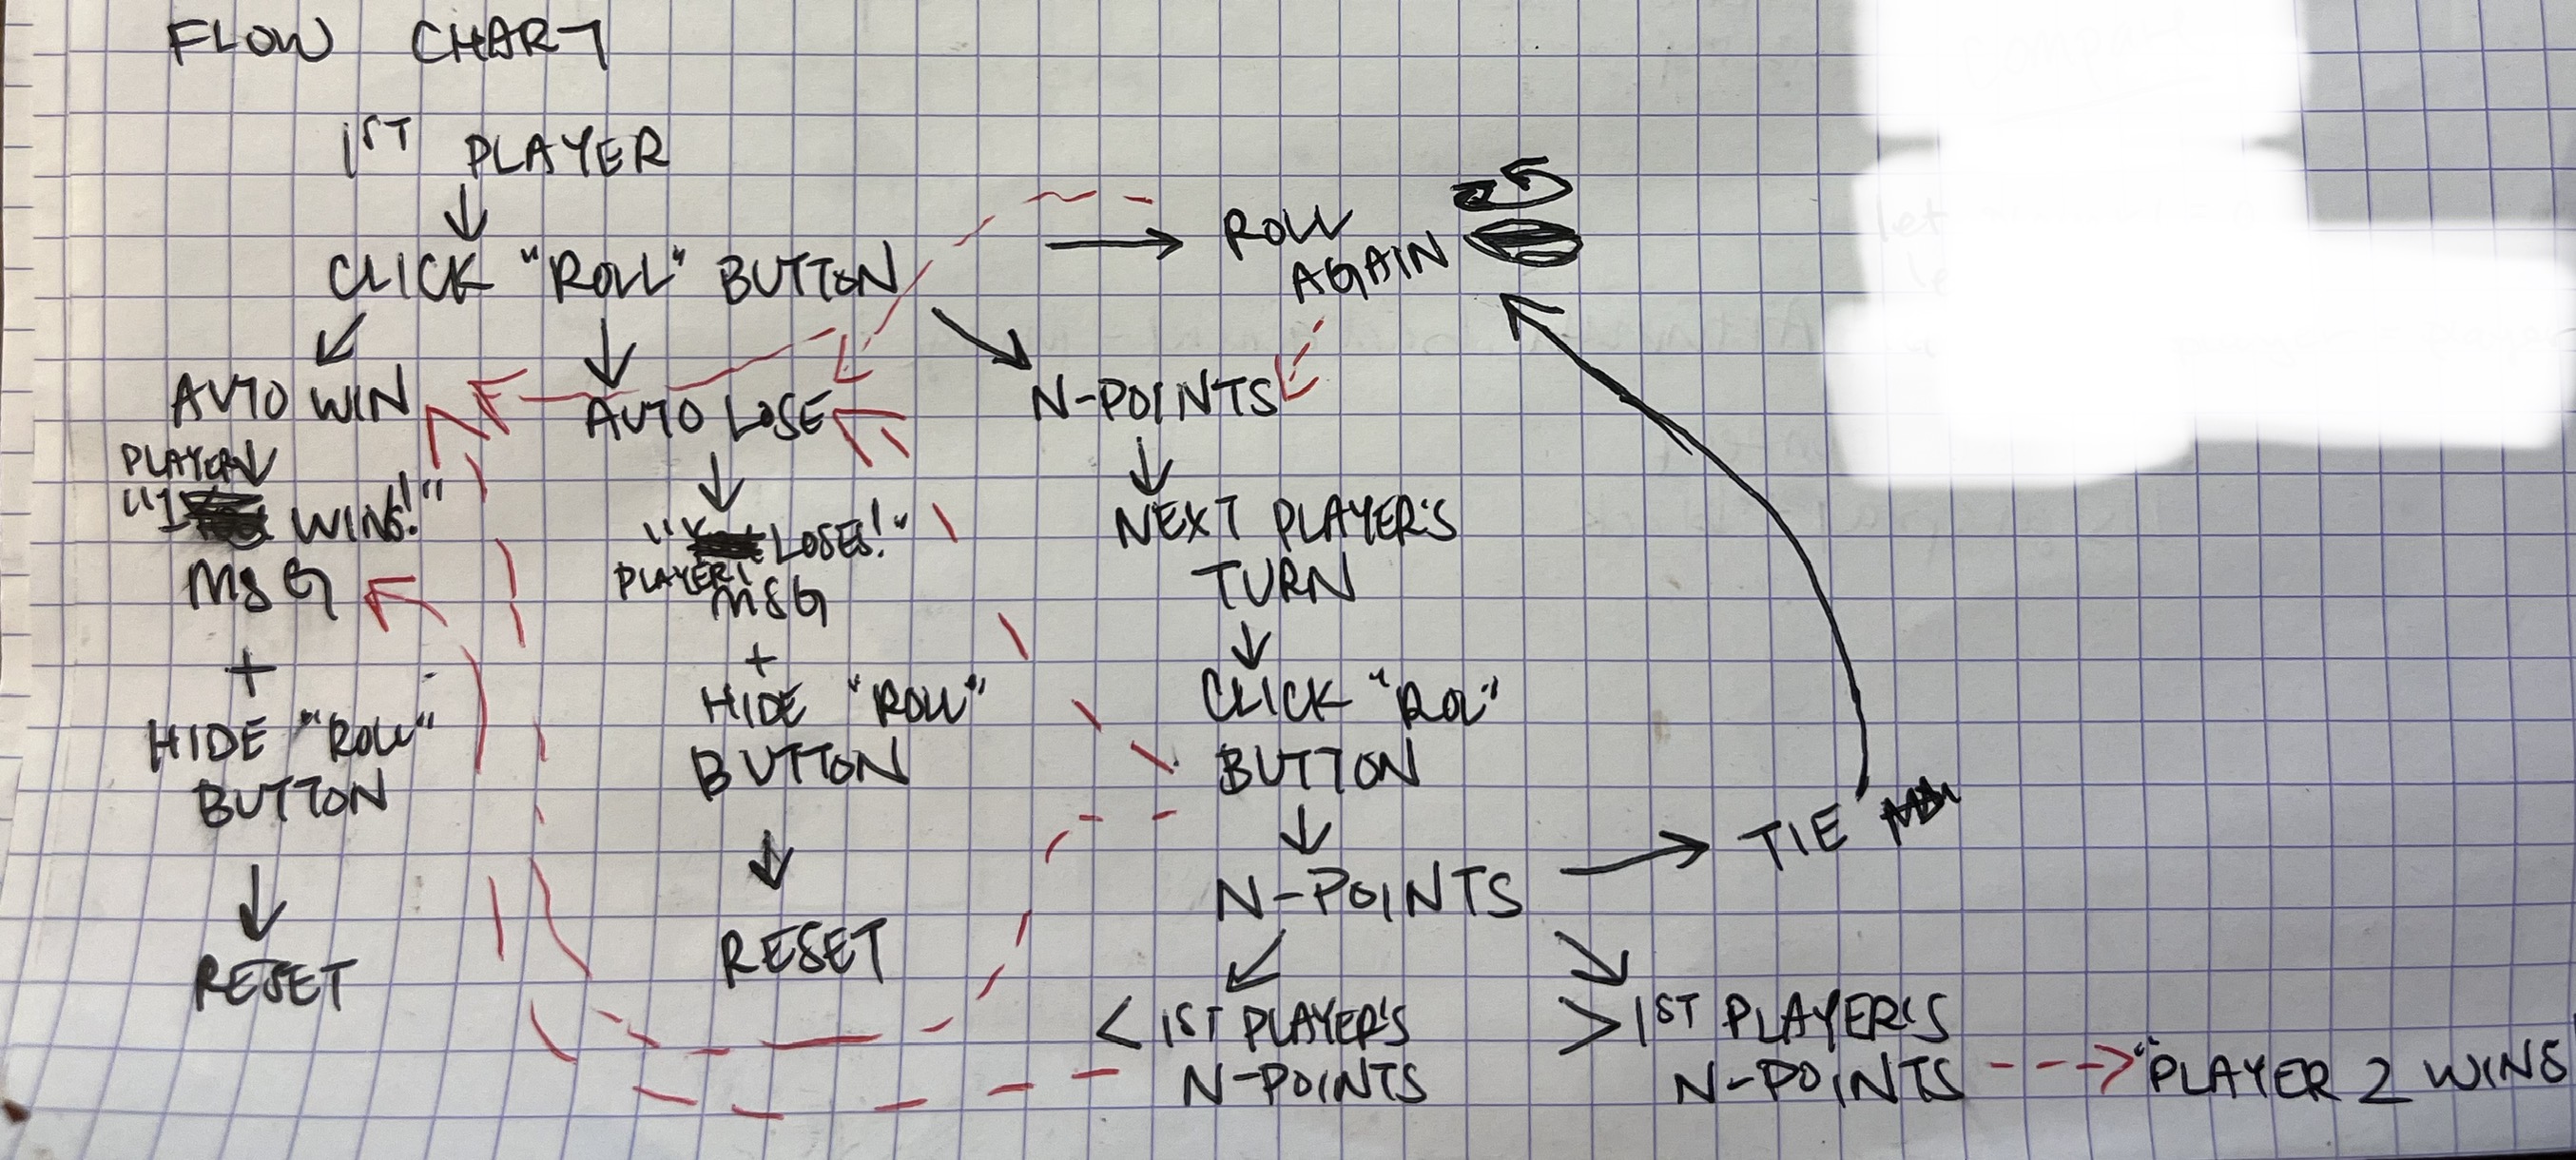 FLOW CHART
1ST PLAYER
CLICK "ROLL" BUTTON
ROLL
AGAIN
AUTO WIN
AUTO LOSE
N-POINTS
PLAYER
"1 WINS!"
MSG
+
HIDE "ROLL"
BUTTON
RESET
" LOSES!"
PLAYER 1
MSG
+
HIDE "ROLL"
BUTTON
RESET
NEXT PLAYER'S
TURN
CLICK "ROL"
BUTTON
N-POINTS
TIE
< 1ST PLAYER'S
N-POINTS
> 1ST PLAYER'S
N-POINTS
"PLAYER 2 WINS